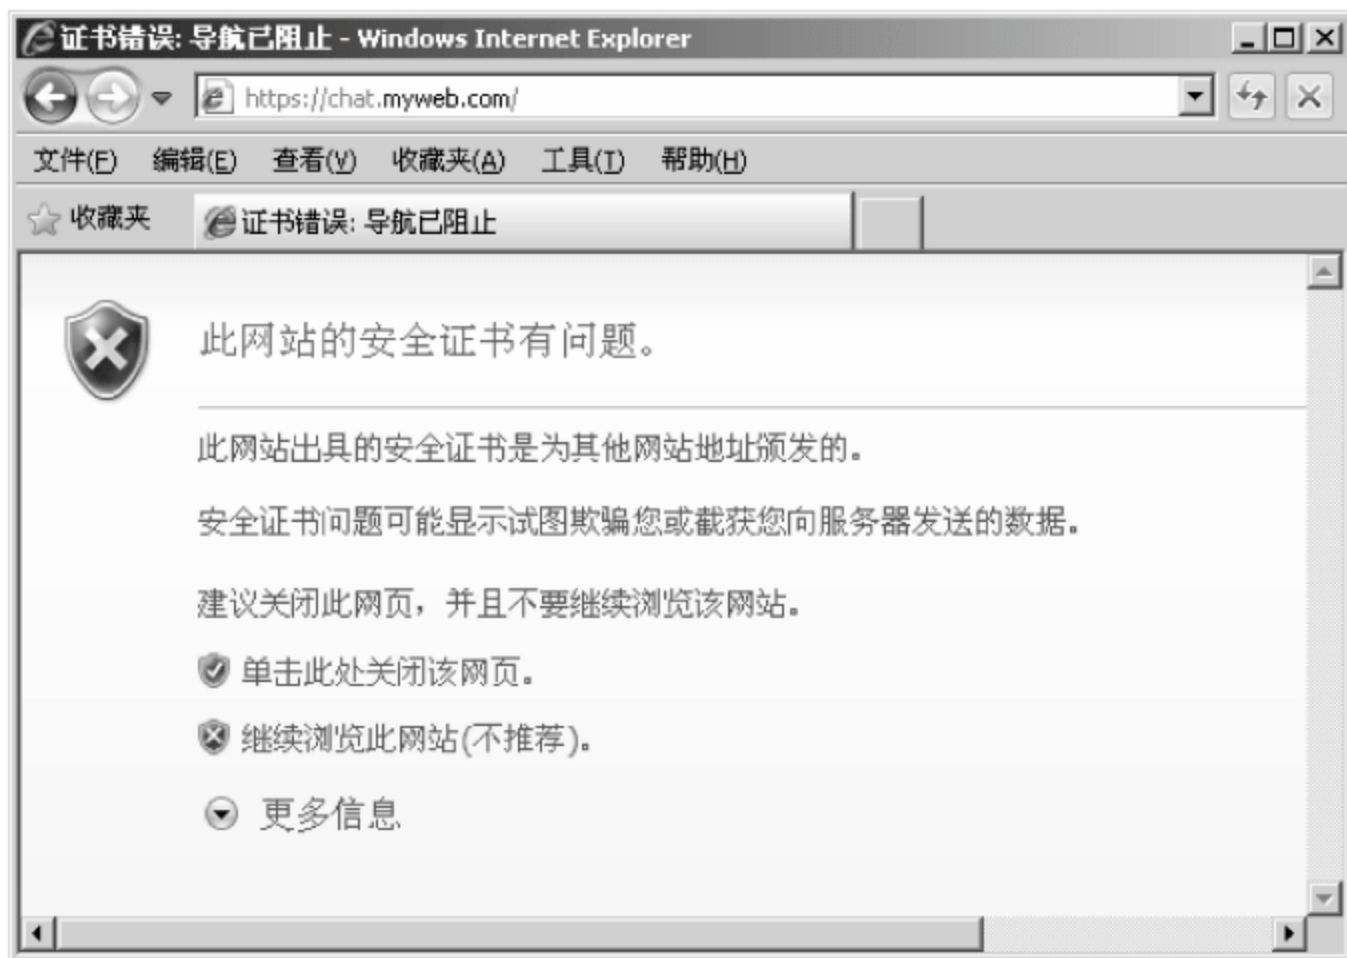 证书错误: 导航已阻止 - Windows Internet Explorer
https://chat.myweb.com/
文件(F) 编辑(E) 查看(V) 收藏夹(A) 工具(T) 帮助(H)
收藏夹 证书错误: 导航已阻止
此网站的安全证书有问题。
此网站出具的安全证书是为其他网站地址颁发的。
安全证书问题可能显示试图欺骗您或截获您向服务器发送的数据。
建议关闭此网页，并且不要继续浏览该网站。
单击此处关闭该网页。
继续浏览此网站(不推荐)。
更多信息